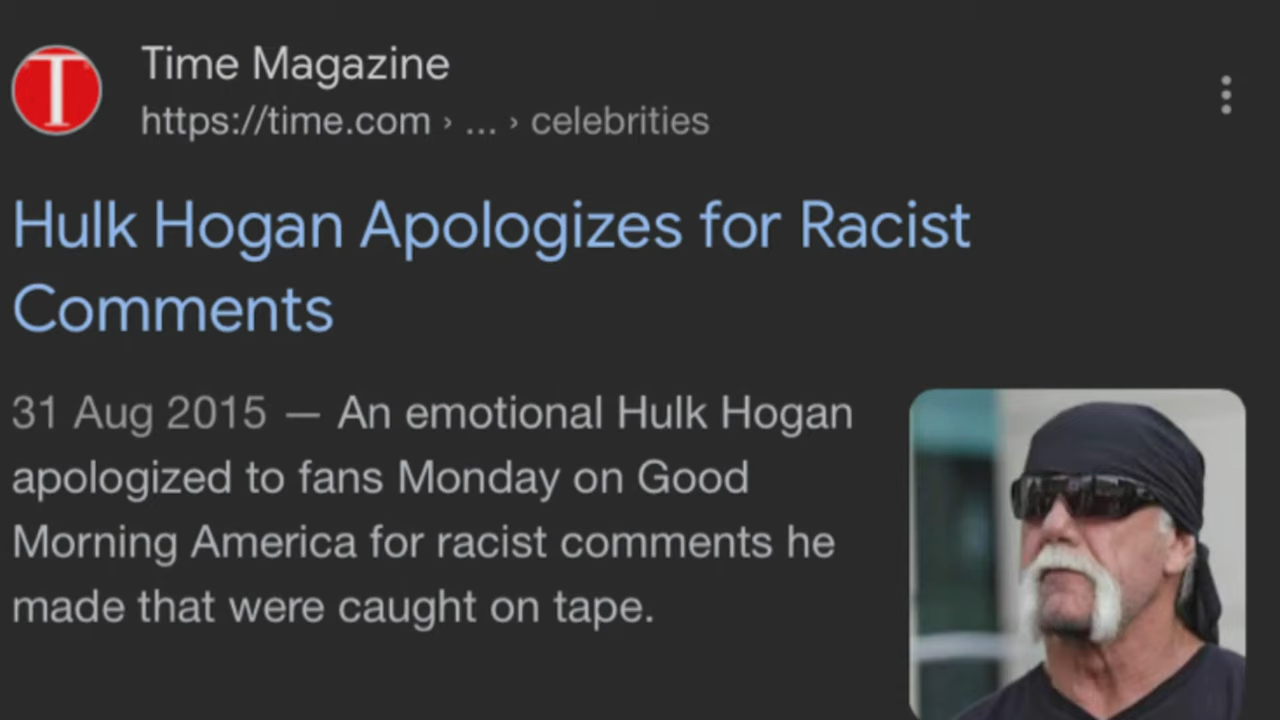 T
Time Magazine
https://time.com › ... › celebrities
Hulk Hogan Apologizes for Racist
Comments
31 Aug 2015 — An emotional Hulk Hogan
apologized to fans Monday on Good
Morning America for racist comments he
made that were caught on tape.